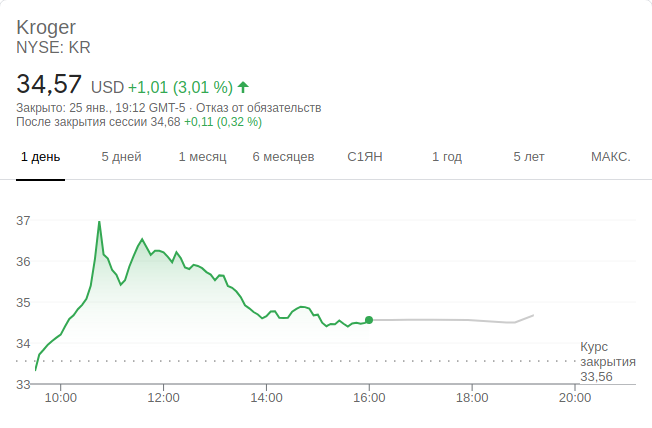 Kroger
NYSE: KR
34,57 USD +1,01 (3,01 %)
Закрыто: 25 янв., 19:12 GMT-5 · Отказ от обязательств
После закрытия сессии 34,68 +0,11 (0,32 %)
1 день 5 дней 1 месяц 6 месяцев С1ЯН 1 год 5 лет МАКС.
37
36
35
34
33
Курс
закрытия
33,56
10:00 12:00 14:00 16:00 18:00 20:00